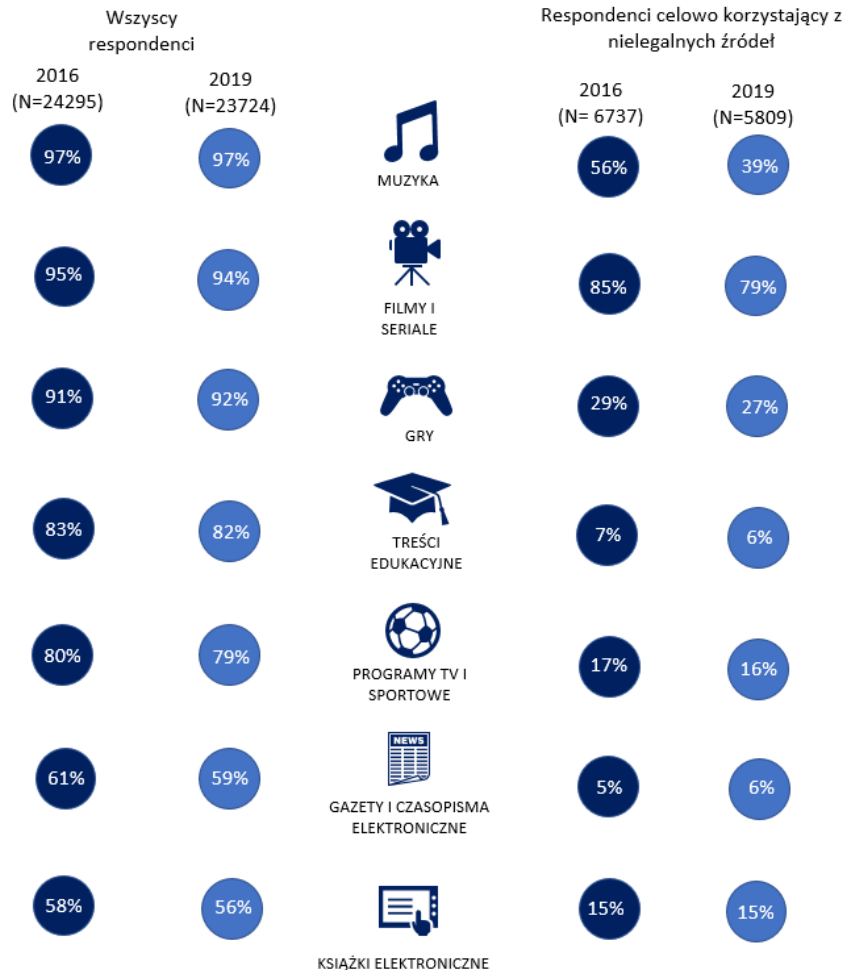 Wszyscy
respondenci
Respondenci celowo korzystający z
nielegalnych źródeł
2016
(N=24295)
2019
(N=23724)
2016
(N= 6737)
2019
(N=5809)
97%
97%
MUZYKA
56%
39%
95%
94%
FILMY I
SERIALE
85%
79%
91%
92%
GRY
29%
27%
83%
82%
TREŚCI
EDUKACYJNE
7%
6%
80%
79%
PROGRAMY TV I
SPORTOWE
17%
16%
61%
59%
NEWS
GAZETY I CZASOPISMA
ELEKTRONICZNE
5%
6%
58%
56%
KSIĄŻKI ELEKTRONICZNE
15%
15%